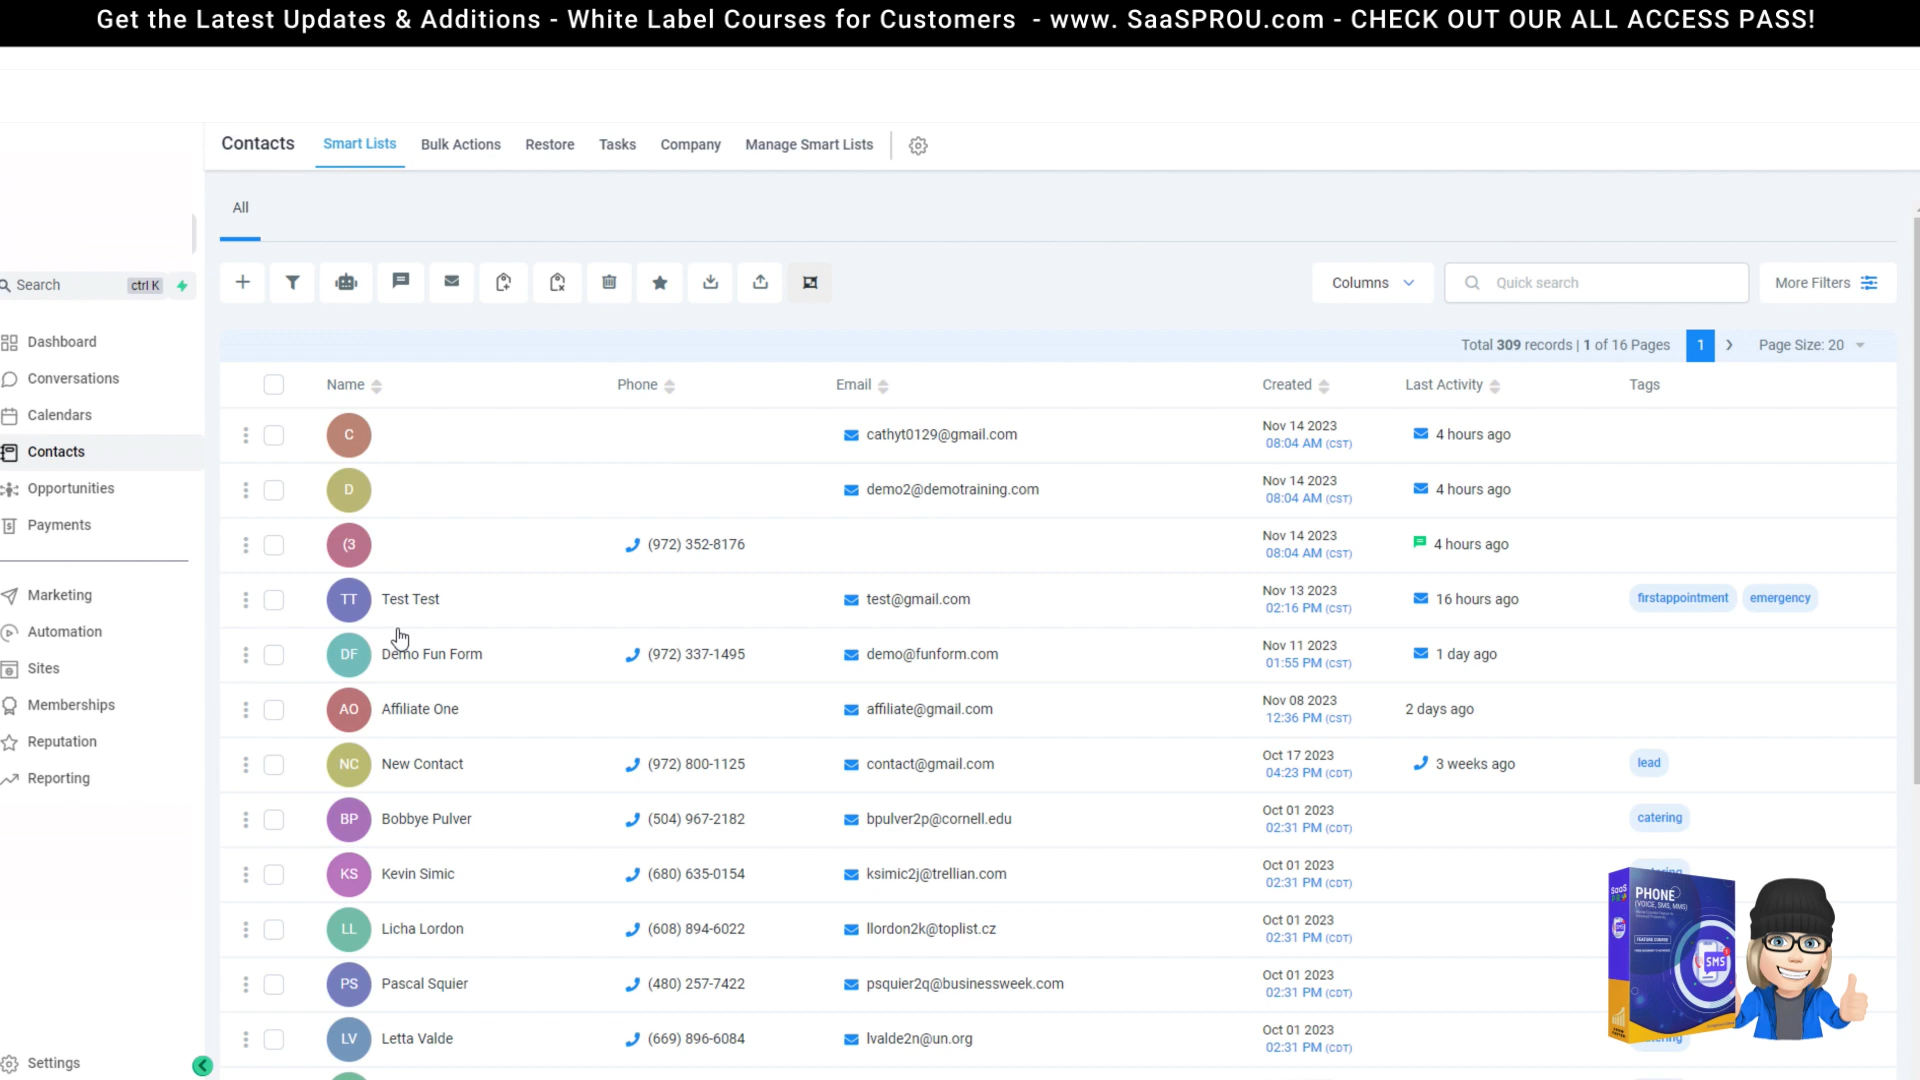 Get the Latest Updates & Additions - White Label Courses for Customers - www. SaaSPROU.com - CHECK OUT OUR ALL ACCESS PASS!
Contacts Smart Lists Bulk Actions Restore Tasks Company Manage Smart Lists
All
Search ctrl K
Columns Quick search More Filters
Dashboard
Conversations
Calendars
Contacts
Opportunities
Payments
Marketing
Automation
Sites
Memberships
Reputation
Reporting
Settings
Total 309 records | 1 of 16 Pages 1 Page Size: 20
Name Phone Email Created Last Activity Tags
C cathyt0129@gmail.com Nov 14 2023 4 hours ago
08:04 AM (CST)
D demo2@demotraining.com Nov 14 2023 4 hours ago
08:04 AM (CST)
(3 (972) 352-8176 Nov 14 2023 4 hours ago
08:04 AM (CST)
TT Test Test test@gmail.com Nov 13 2023 16 hours ago firstappointment emergency
02:16 PM (CST)
DF Demo Fun Form (972) 337-1495 demo@funform.com Nov 11 2023 1 day ago
01:55 PM (CST)
AO Affiliate One affiliate@gmail.com Nov 08 2023 2 days ago
12:36 PM (CST)
NC New Contact (972) 800-1125 contact@gmail.com Oct 17 2023 3 weeks ago lead
04:23 PM (CDT)
BP Bobbye Pulver (504) 967-2182 bpulver2p@cornell.edu Oct 01 2023 catering
02:31 PM (CDT)
KS Kevin Simic (680) 635-0154 ksimic2j@trellian.com Oct 01 2023
02:31 PM (CDT)
LL Licha Lordon (608) 894-6022 llordon2k@toplist.cz Oct 01 2023
02:31 PM (CDT)
PS Pascal Squier (480) 257-7422 psquier2q@businessweek.com Oct 01 2023
02:31 PM (CDT)
LV Letta Valde (669) 896-6084 lvalde2n@un.org Oct 01 2023
02:31 PM (CDT)
PHONE
(VOICE, SMS, MMS)
FEATURE COURSE
SMS
SaaS